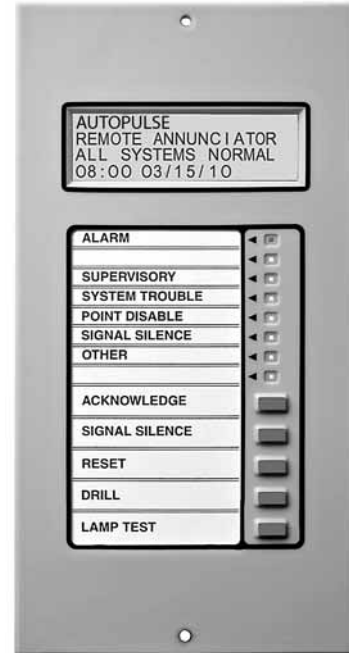 AUTOPULSE
REMOTE ANNUNCIATOR
ALL SYSTEMS NORMAL
08:00 03/15/10
ALARM
SUPERVISORY
SYSTEM TROUBLE
POINT DISABLE
SIGNAL SILENCE
OTHER
ACKNOWLEDGE
SIGNAL SILENCE
RESET
DRILL
LAMP TEST